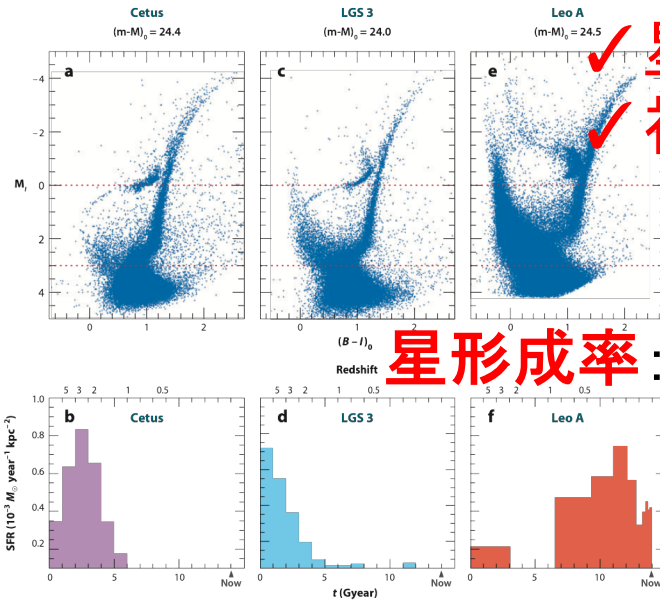 Cetus
(m-M)₀ = 24.4
LGS 3
(m-M)₀ = 24.0
Leo A
(m-M)₀ = 24.5
a
c
e
✓
✓
-4
-2
0
2
4
M_I
0 1 2
0 1 2
0 1 2
(B – I)₀
Redshift
星形成率:
5 3 2 1 0.5
5 3 2 1 0.5
5 3 2 1 0.5
b Cetus
d LGS 3
f Leo A
1.0
0.8
0.6
0.4
0.2
SFR (10⁻³ M☉ year⁻¹ kpc⁻²)
0 5 10
Now
0 5 10
Now
0 5 10
Now
t (Gyear)